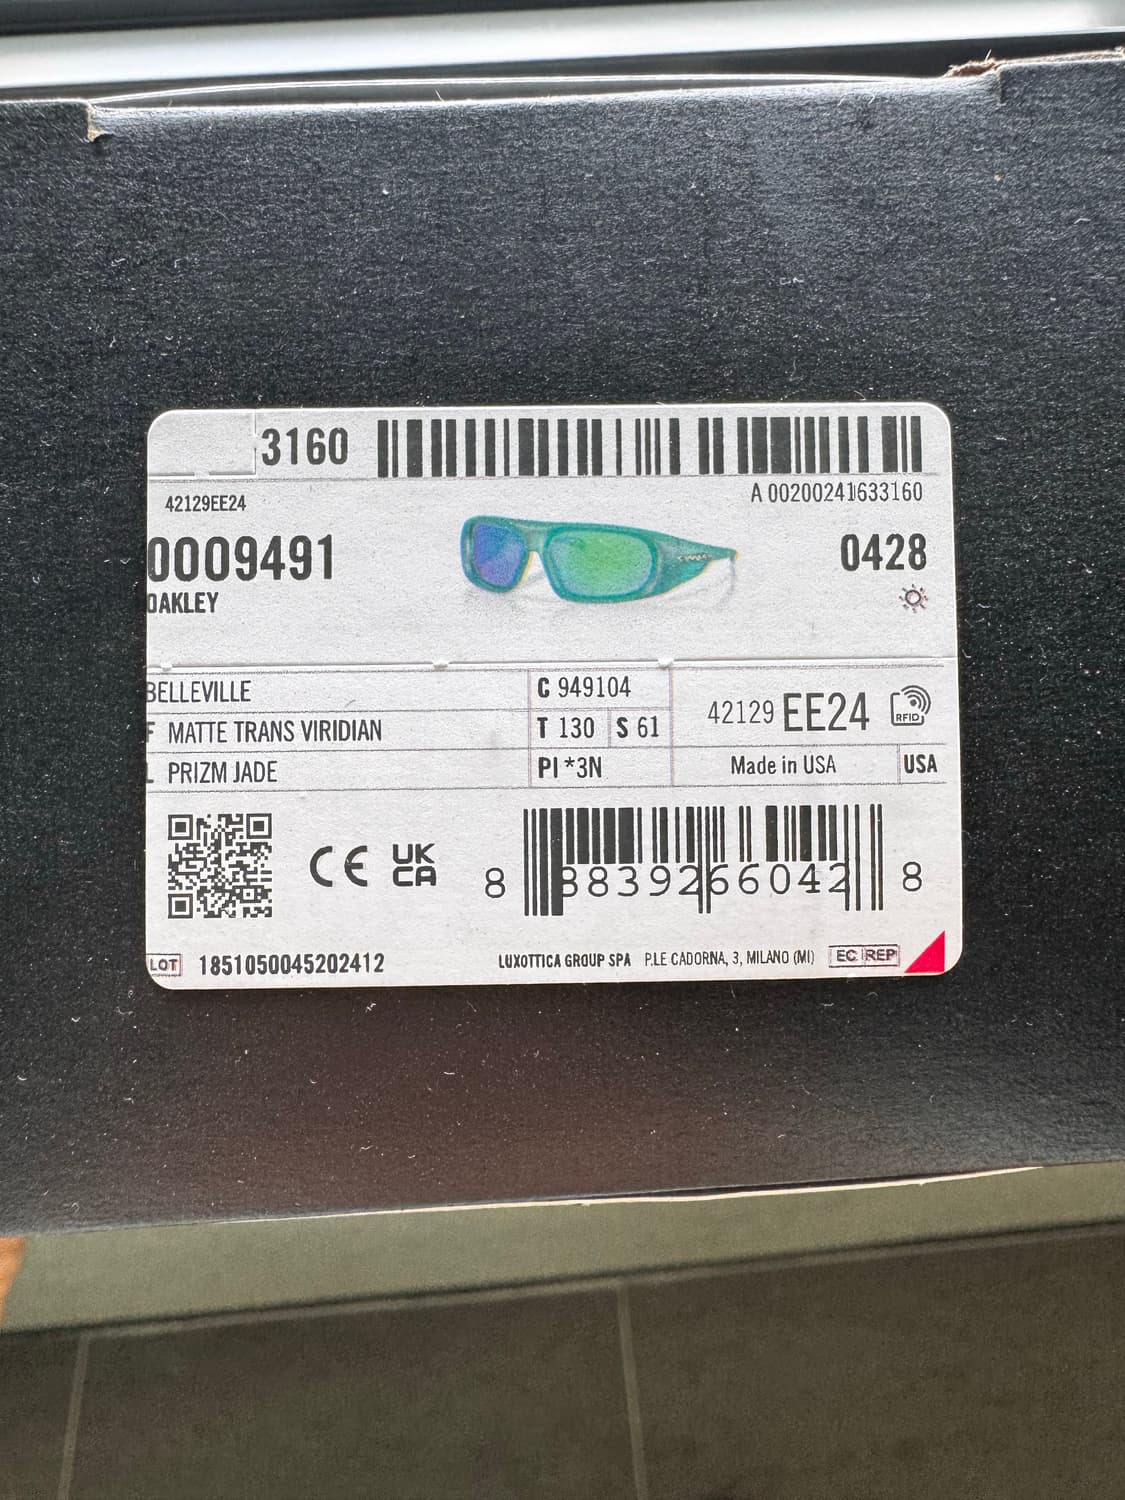 3160
A 00200241633160
42129EE24
0009491
OAKLEY
0428
BELLEVILLE
C 949104
F MATTE TRANS VIRIDIAN
T 130 S 61
42129 EE24
RFID
L PRIZM JADE
PI *3N
Made in USA
USA
CE UK CA
8 883926 66042 8
LOT 1851050045202412
LUXOTTICA GROUP SPA P.LE CADORNA, 3, MILANO (MI) EC REP